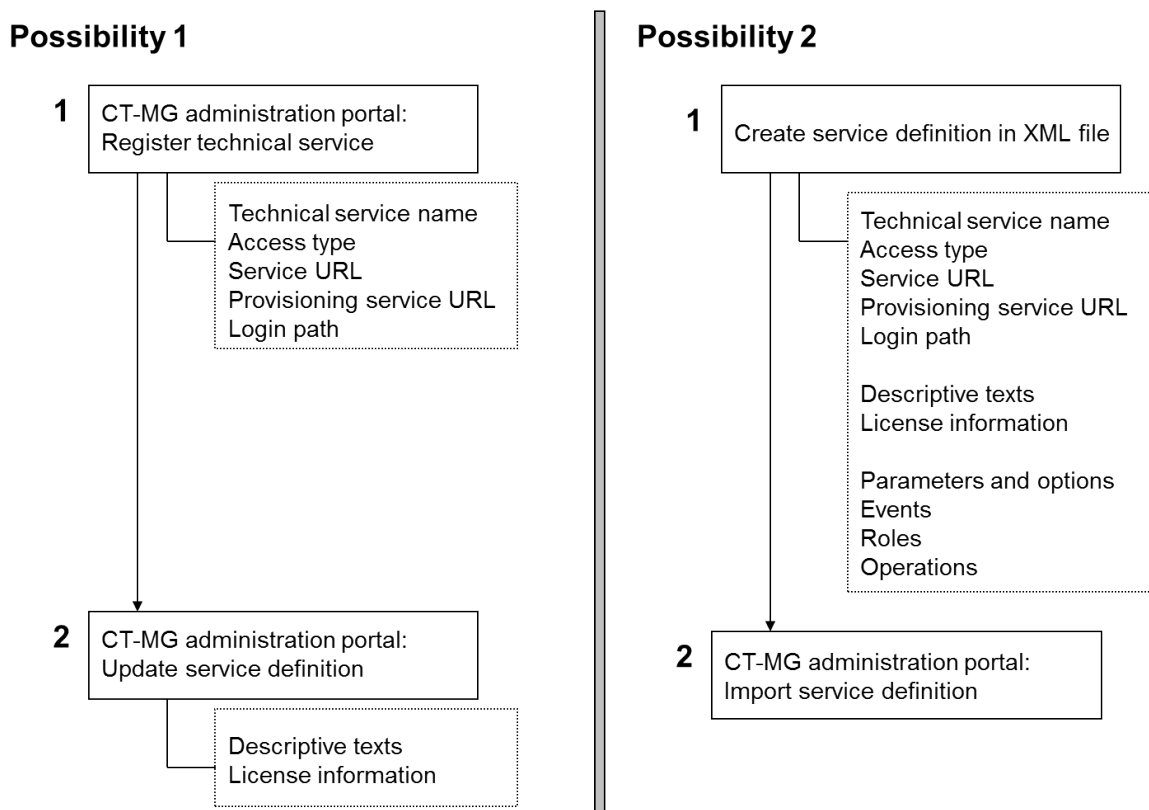 Possibility 1
1
CT-MG administration portal:
Register technical service
Technical service name
Access type
Service URL
Provisioning service URL
Login path
2
CT-MG administration portal:
Update service definition
Descriptive texts
License information
Possibility 2
1
Create service definition in XML file
Technical service name
Access type
Service URL
Provisioning service URL
Login path
Descriptive texts
License information
Parameters and options
Events
Roles
Operations
2
CT-MG administration portal:
Import service definition